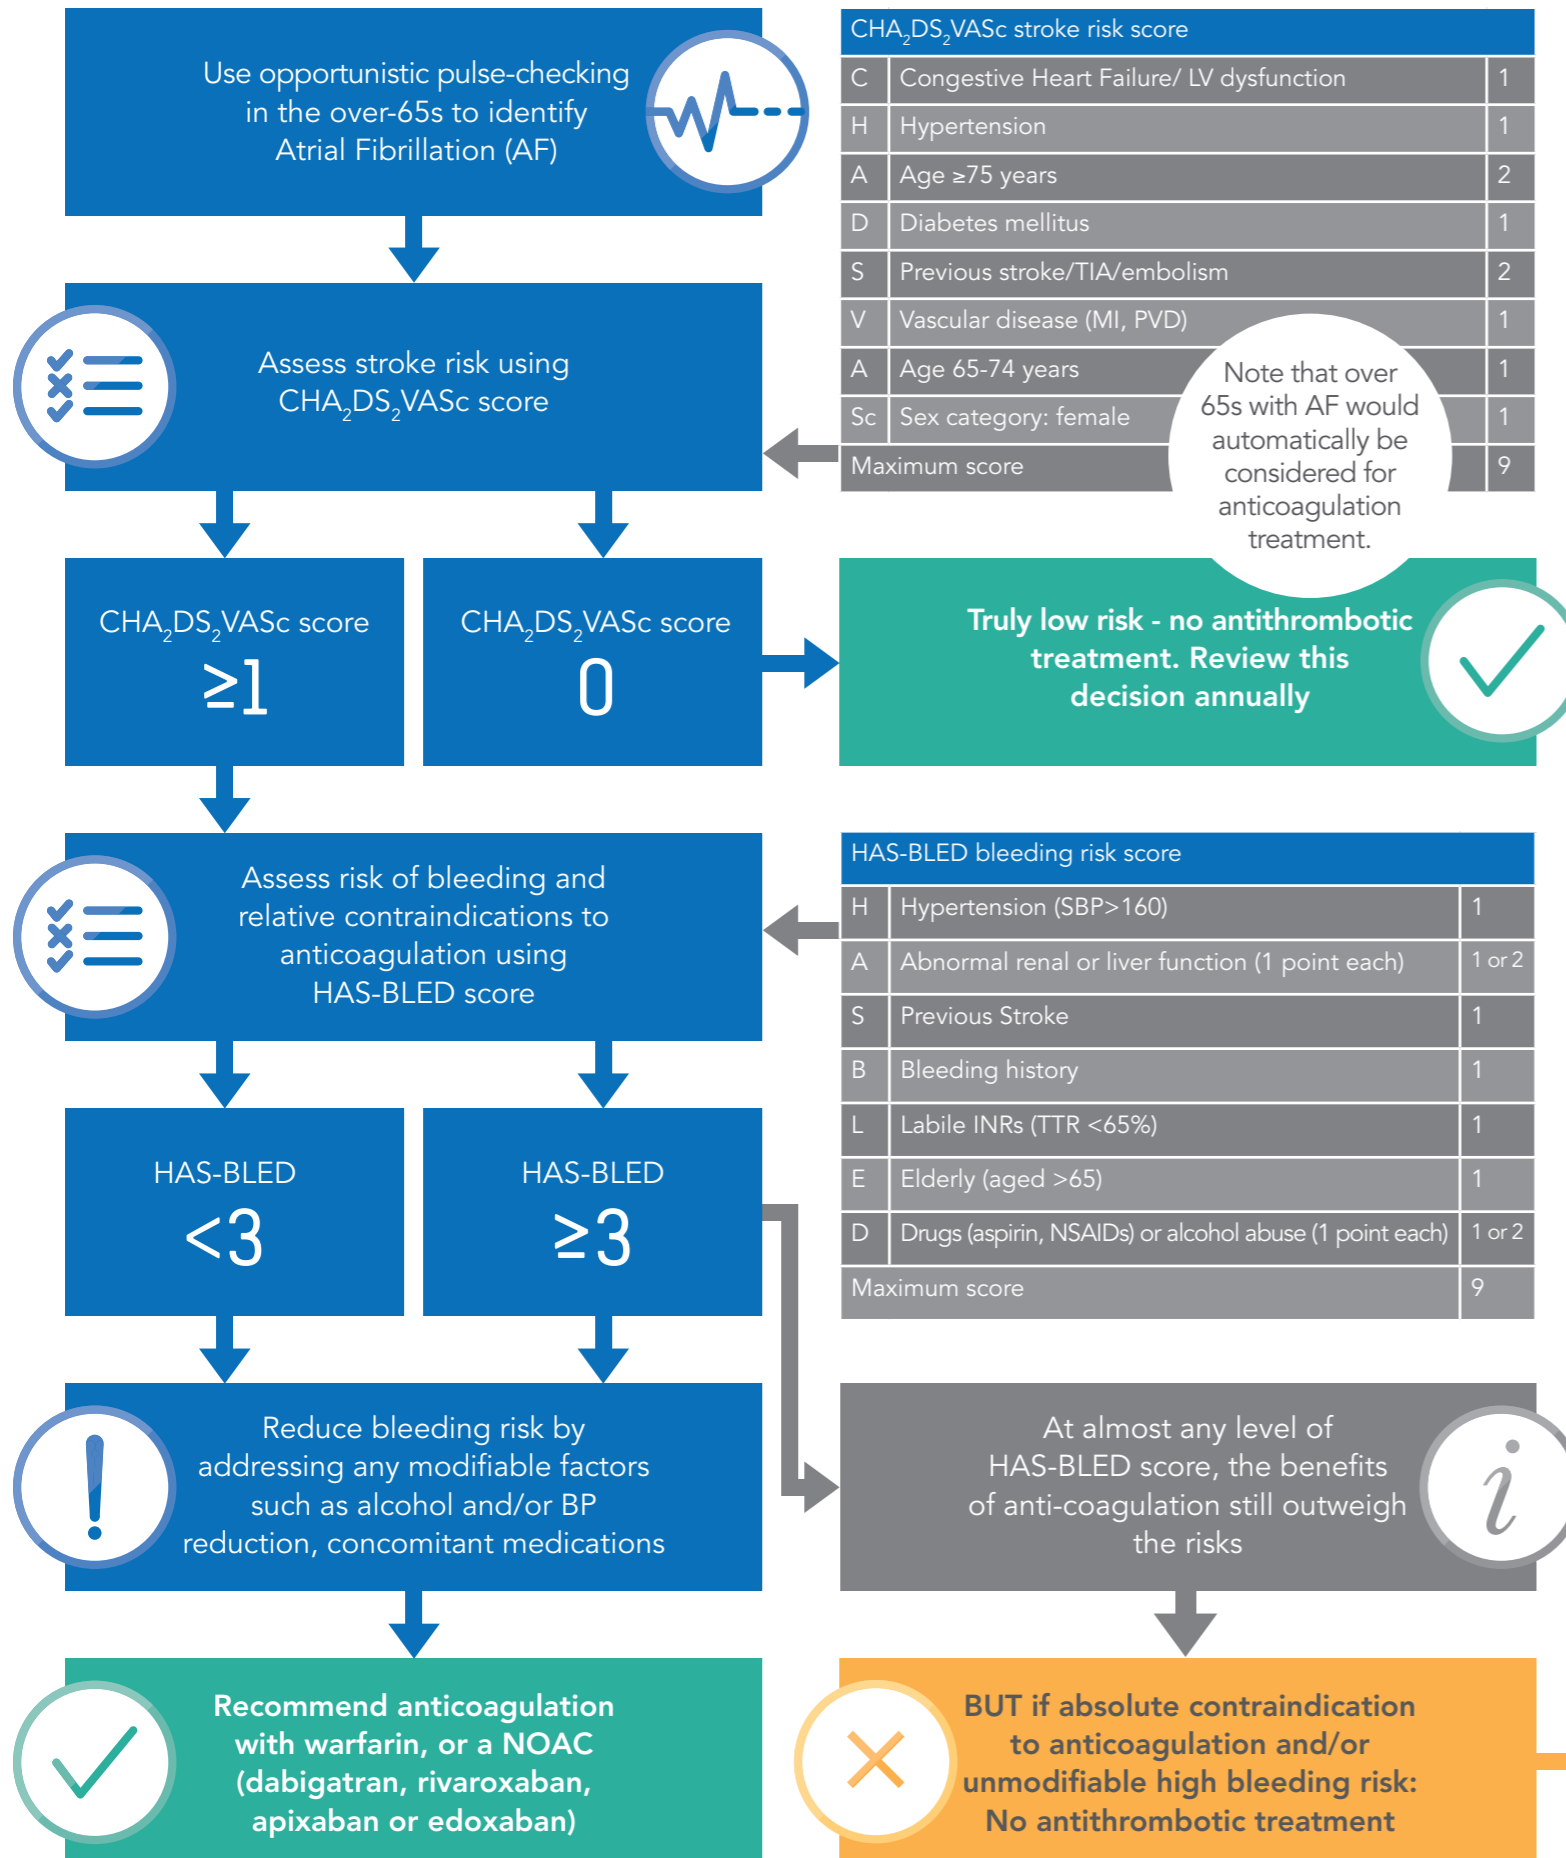 Use opportunistic pulse-checking
in the over-65s to identify
Atrial Fibrillation (AF)
CHA₂DS₂VASc stroke risk score
C Congestive Heart Failure/ LV dysfunction 1
H Hypertension 1
A Age ≥75 years 2
D Diabetes mellitus 1
S Previous stroke/TIA/embolism 2
V Vascular disease (MI, PVD) 1
A Age 65-74 years 1
Sc Sex category: female 1
Maximum score 9
Note that over
65s with AF would
automatically be
considered for
anticoagulation
treatment.
Assess stroke risk using
CHA₂DS₂VASc score
CHA₂DS₂VASc score
≥1
CHA₂DS₂VASc score
0
Truly low risk - no antithrombotic
treatment. Review this
decision annually
Assess risk of bleeding and
relative contraindications to
anticoagulation using
HAS-BLED score
HAS-BLED bleeding risk score
H Hypertension (SBP>160) 1
A Abnormal renal or liver function (1 point each) 1 or 2
S Previous Stroke 1
B Bleeding history 1
L Labile INRs (TTR <65%) 1
E Elderly (aged >65) 1
D Drugs (aspirin, NSAIDs) or alcohol abuse (1 point each) 1 or 2
Maximum score 9
HAS-BLED
<3
HAS-BLED
≥3
Reduce bleeding risk by
addressing any modifiable factors
such as alcohol and/or BP
reduction, concomitant medications
At almost any level of
HAS-BLED score, the benefits
of anti-coagulation still outweigh
the risks
i
Recommend anticoagulation
with warfarin, or a NOAC
(dabigatran, rivaroxaban,
apixaban or edoxaban)
BUT if absolute contraindication
to anticoagulation and/or
unmodifiable high bleeding risk:
No antithrombotic treatment